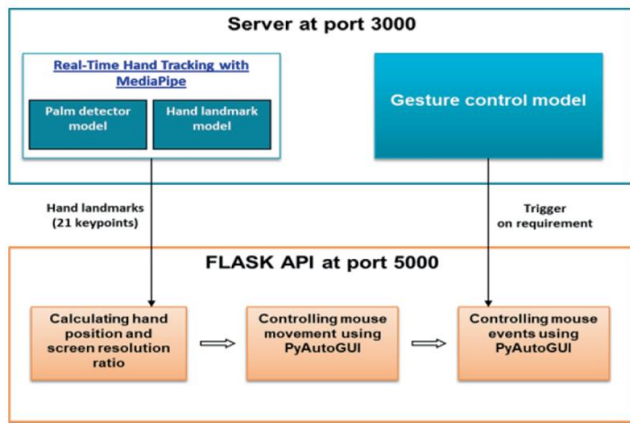 Server at port 3000
Real-Time Hand Tracking with
MediaPipe
Palm detector
model
Hand landmark
model
Gesture control model
Hand landmarks
(21 keypoints)
Trigger
on requirement
FLASK API at port 5000
Calculating hand
position and
screen resolution
ratio
Controlling mouse
movement using
PyAutoGUI
Controlling mouse
events using
PyAutoGUI